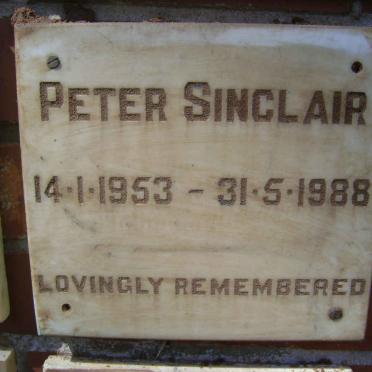 PETER SINCLAIR
14·1·1953 - 31·5·1988
LOVINGLY REMEMBERED